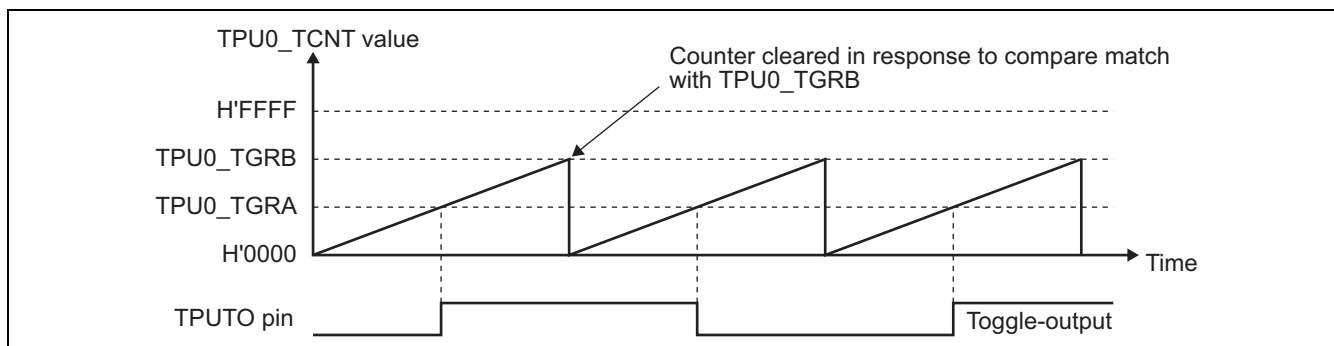 TPU0_TCNT value
Counter cleared in response to compare match
with TPU0_TGRB
H'FFFF
TPU0_TGRB
TPU0_TGRA
H'0000
Time
TPUTO pin
Toggle-output